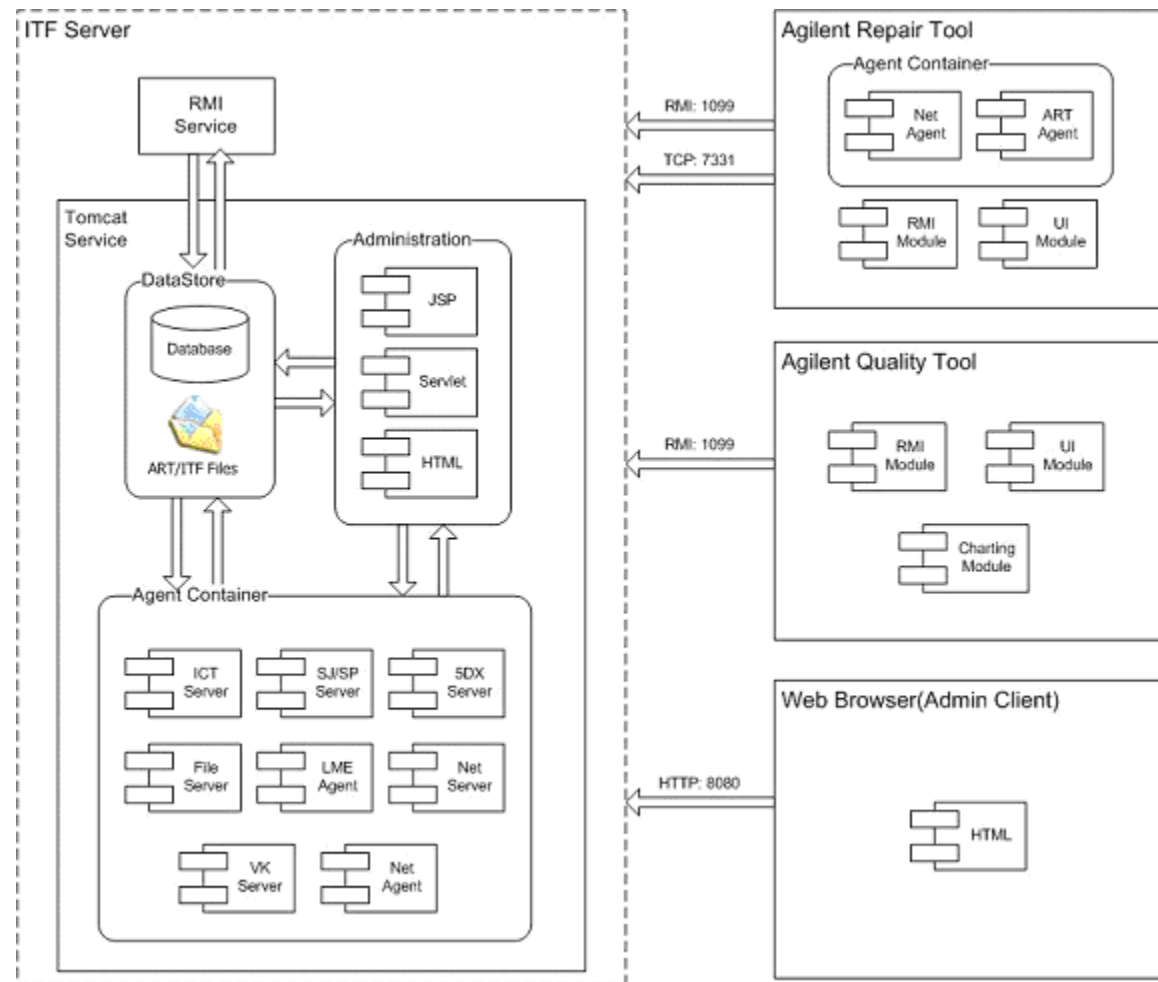 ITF Server
RMI
Service
Tomcat
Service
DataStore
Database
ART/ITF Files
Administration
JSP
Servlet
HTML
Agent Container
ICT
Server
SJ/SP
Server
5DX
Server
File
Server
LME
Agent
Net
Server
VK
Server
Net
Agent
RMI: 1099
TCP: 7331
RMI: 1099
HTTP: 8080
Agilent Repair Tool
Agent Container
Net
Agent
ART
Agent
RMI
Module
UI
Module
Agilent Quality Tool
RMI
Module
UI
Module
Charting
Module
Web Browser(Admin Client)
HTML